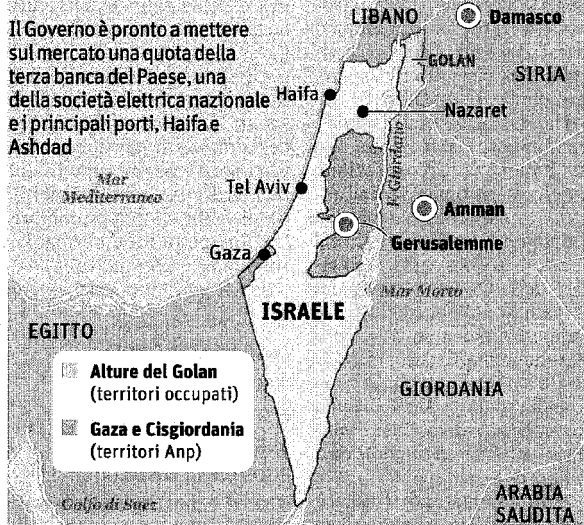 Il Governo è pronto a mettere
sul mercato una quota della
terza banca del Paese, una
della società elettrica nazionale
e i principali porti, Haifa e
Ashdad
LIBANO
Damasco
GOLAN
SIRIA
Haifa
Nazaret
Mar
Mediterraneo
F. Giordano
Tel Aviv
Amman
Gerusalemme
Gaza
Mar Morto
ISRAELE
EGITTO
Alture del Golan
(territori occupati)
GIORDANIA
Gaza e Cisgiordania
(territori Anp)
Golfo di Suez
ARABIA
SAUDITA